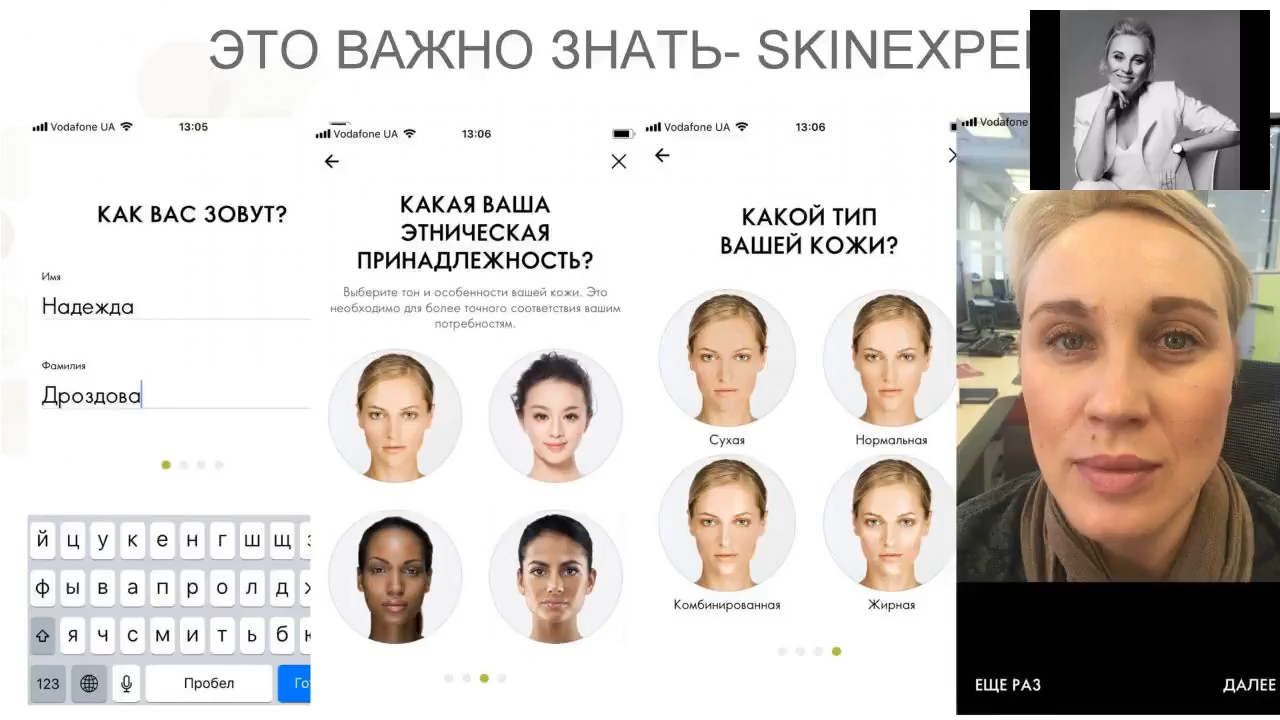 ЭТО ВАЖНО ЗНАТЬ- SKINEXPE
Vodafone UA
13:05
КАК ВАС ЗОВУТ?
Имя
Надежда
Фамилия
Дроздова
й ц у к е н г ш щ
ф ы в а п р о л д
я ч с м и т ь б
123
Пробел
Vodafone UA
13:06
КАКАЯ ВАША
ЭТНИЧЕСКАЯ
ПРИНАДЛЕЖНОСТЬ?
Выберите тон и особенности вашей кожи. Это
необходимо для более точного соответствия вашим
потребностям.
Vodafone UA
13:06
КАКОЙ ТИП
ВАШЕЙ КОЖИ?
Сухая
Нормальная
Комбинированная
Жирная
Vodafone
ЕЩЕ РАЗ
ДАЛЕЕ